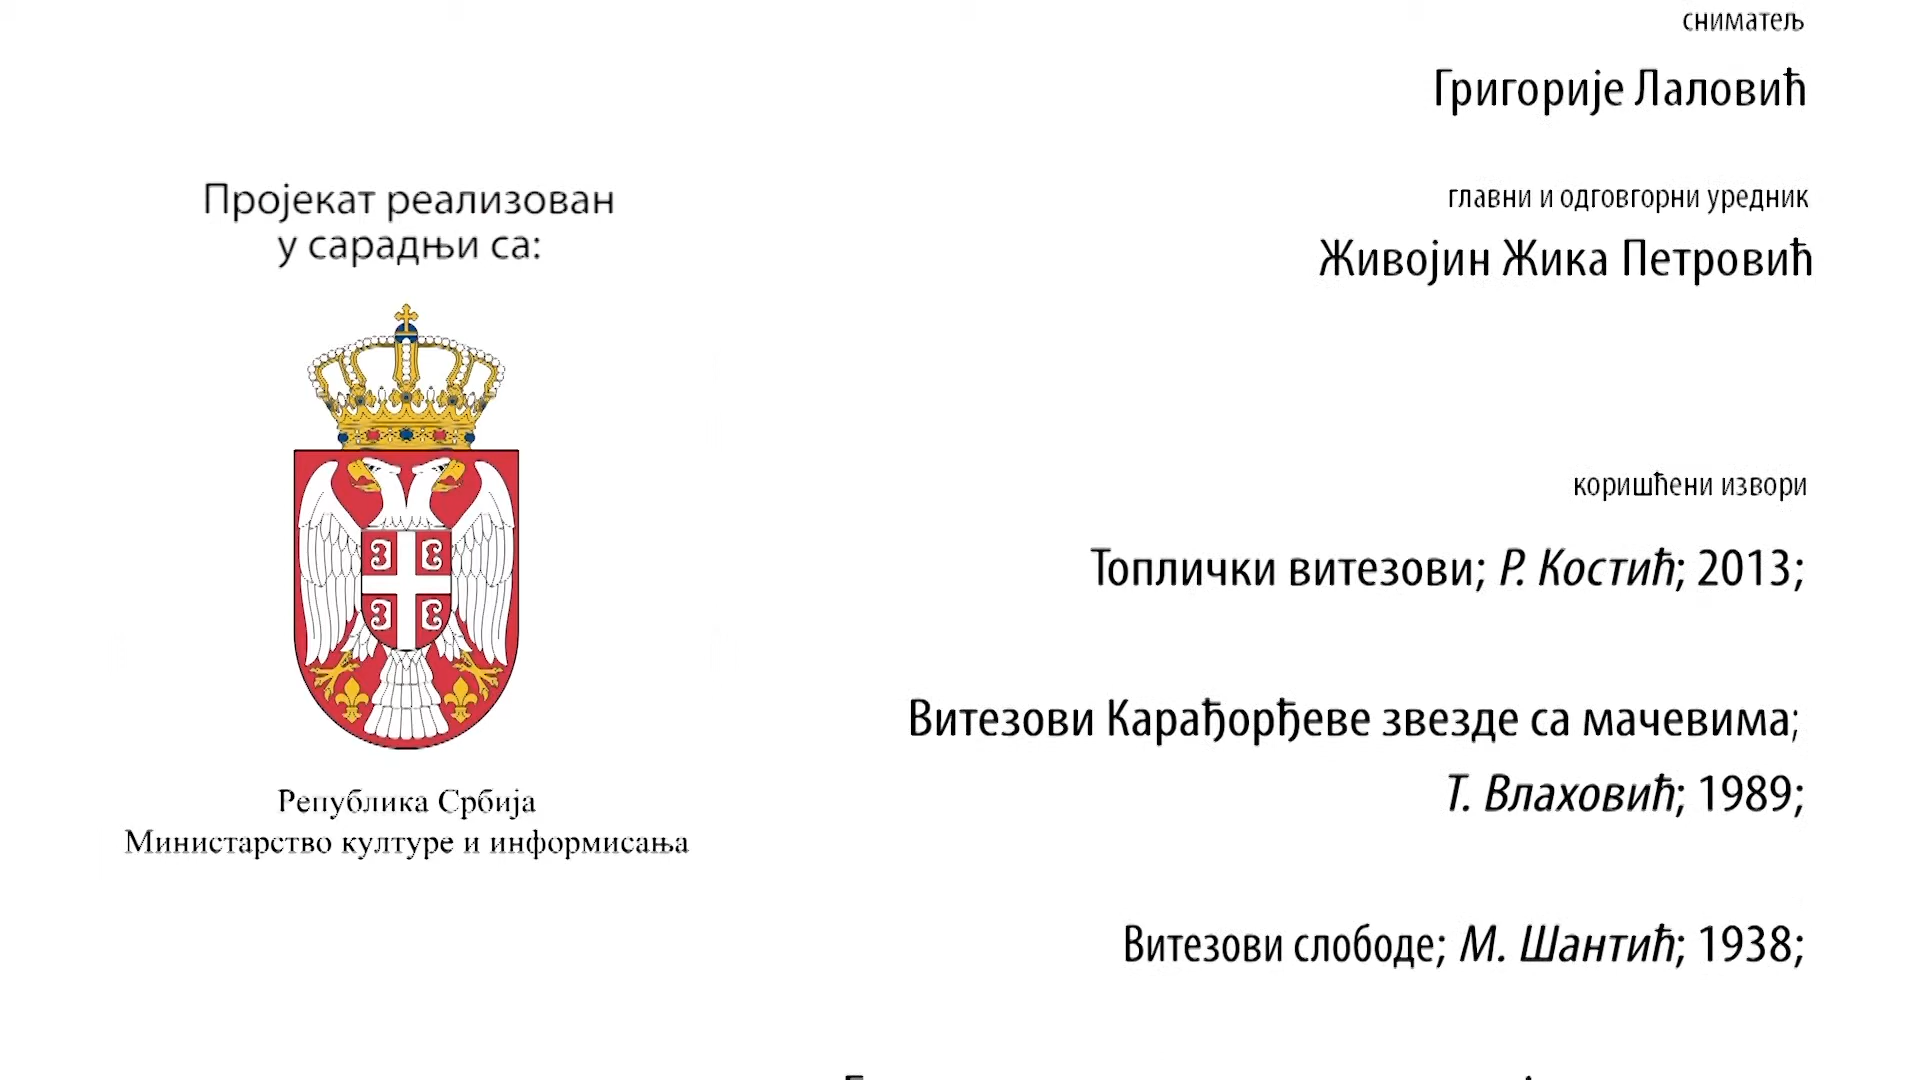 Пројекат реализован
у сарадњи са:
Република Србија
Министарство културе и информисања
сниматељ
Григорије Лаловић
главни и одговгорни уредник
Живојин Жика Петровић
коришћени извори
Топлички витезови; Р. Костић; 2013;
Витезови Карађорђеве звезде са мачевима;
Т. Влаховић; 1989;
Витезови слободе; М. Шантић; 1938;